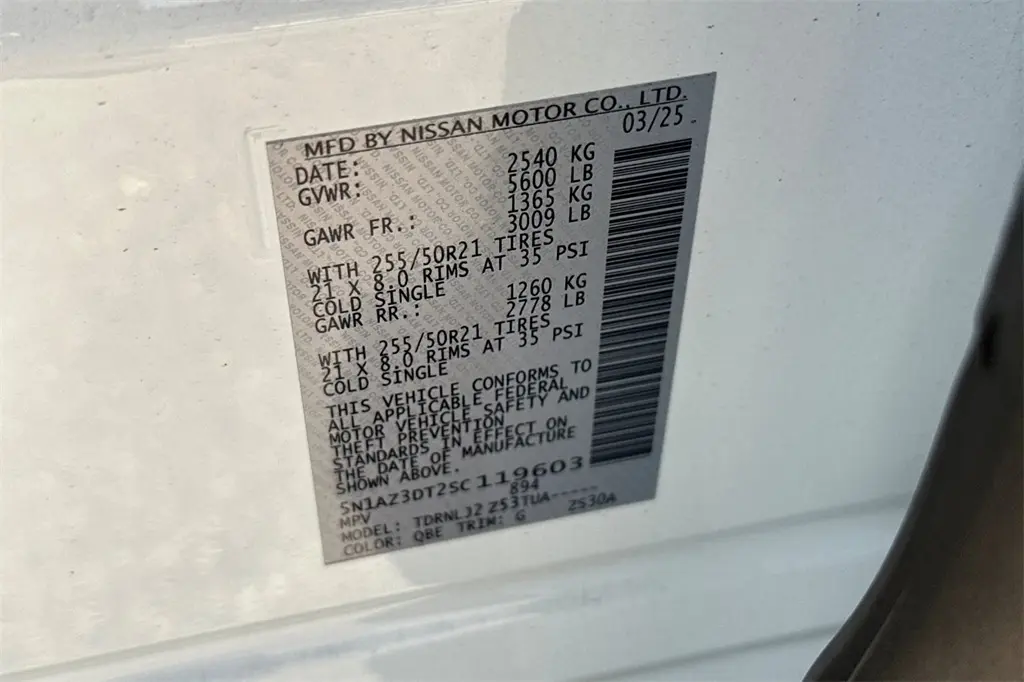 MFD BY NISSAN MOTOR CO., LTD.
DATE: 03/25
GVWR: 2540 KG
5600 LB
GAWR FR.: 1365 KG
3009 LB
WITH 255/50R21 TIRES
21 X 8.0 RIMS AT 35 PSI
COLD SINGLE
GAWR RR.: 1260 KG
2778 LB
WITH 255/50R21 TIRES
21 X 8.0 RIMS AT 35 PSI
COLD SINGLE
THIS VEHICLE CONFORMS TO
ALL APPLICABLE FEDERAL
MOTOR VEHICLE SAFETY AND
THEFT PREVENTION
STANDARDS IN EFFECT ON
THE DATE OF MANUFACTURE
SHOWN ABOVE.
5N1AZ3DT2SC119603
MPV 894
MODEL: TDRNLJ2 Z53TUA-----
COLOR: QBE TRIM: G ZS30A